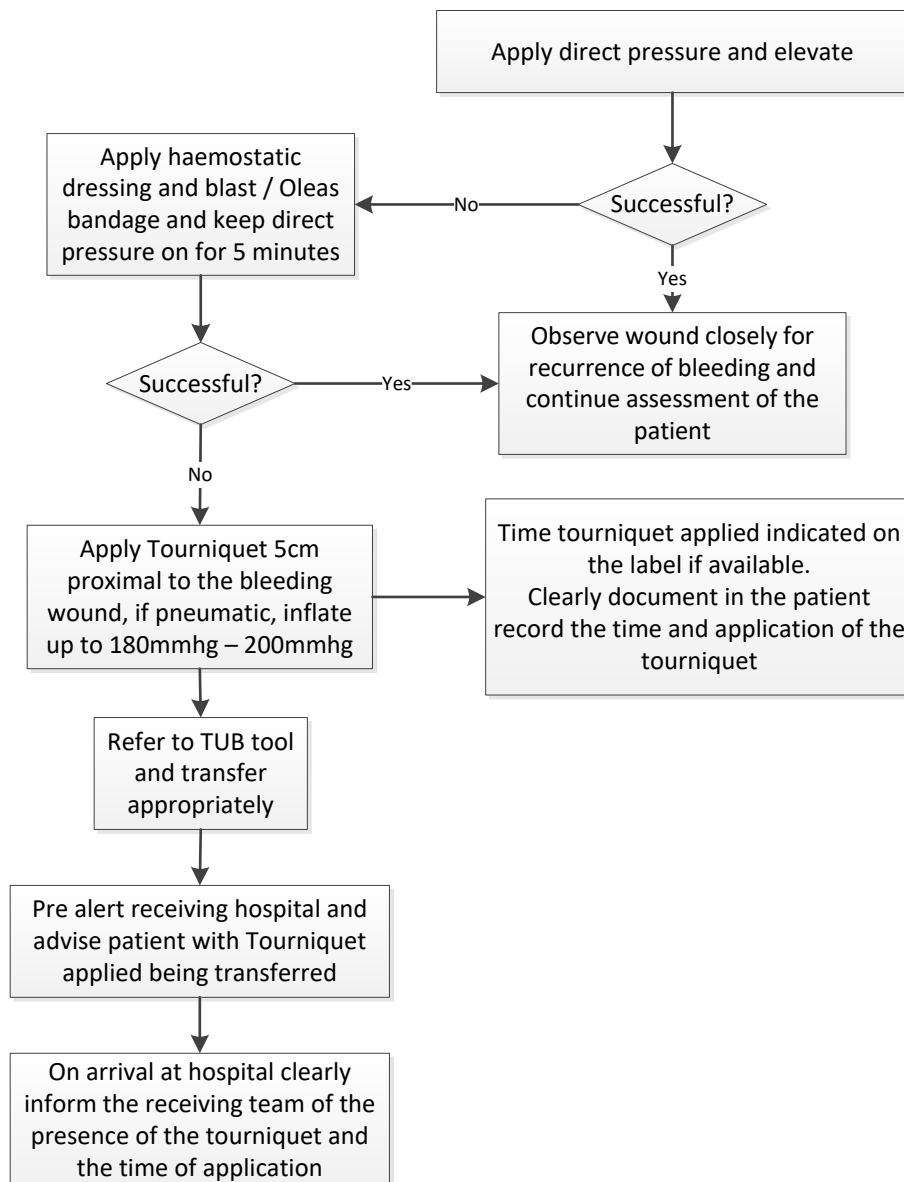 Apply direct pressure and elevate
Successful?
No
Yes
Apply haemostatic
dressing and blast / Oleas
bandage and keep direct
pressure on for 5 minutes
Observe wound closely for
recurrence of bleeding and
continue assessment of the
patient
Successful?
Yes
No
Apply Tourniquet 5cm
proximal to the bleeding
wound, if pneumatic, inflate
up to 180mmhg – 200mmhg
Time tourniquet applied indicated on
the label if available.
Clearly document in the patient
record the time and application of the
tourniquet
Refer to TUB tool
and transfer
appropriately
Pre alert receiving hospital and
advise patient with Tourniquet
applied being transferred
On arrival at hospital clearly
inform the receiving team of the
presence of the tourniquet and
the time of application